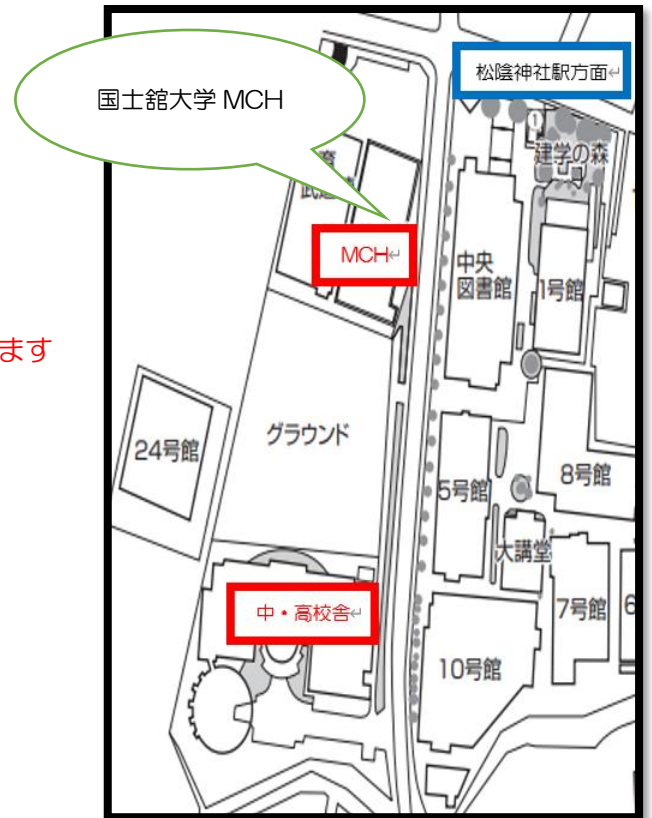 松陰神社駅方面↵
国士舘大学 MCH
①
建学の森
武道
MCH↵
中央
図書館
1号館
ます
グラウンド
24号館
5号館
8号館
大講堂
中・高校舎↵
7号館
6
10号館